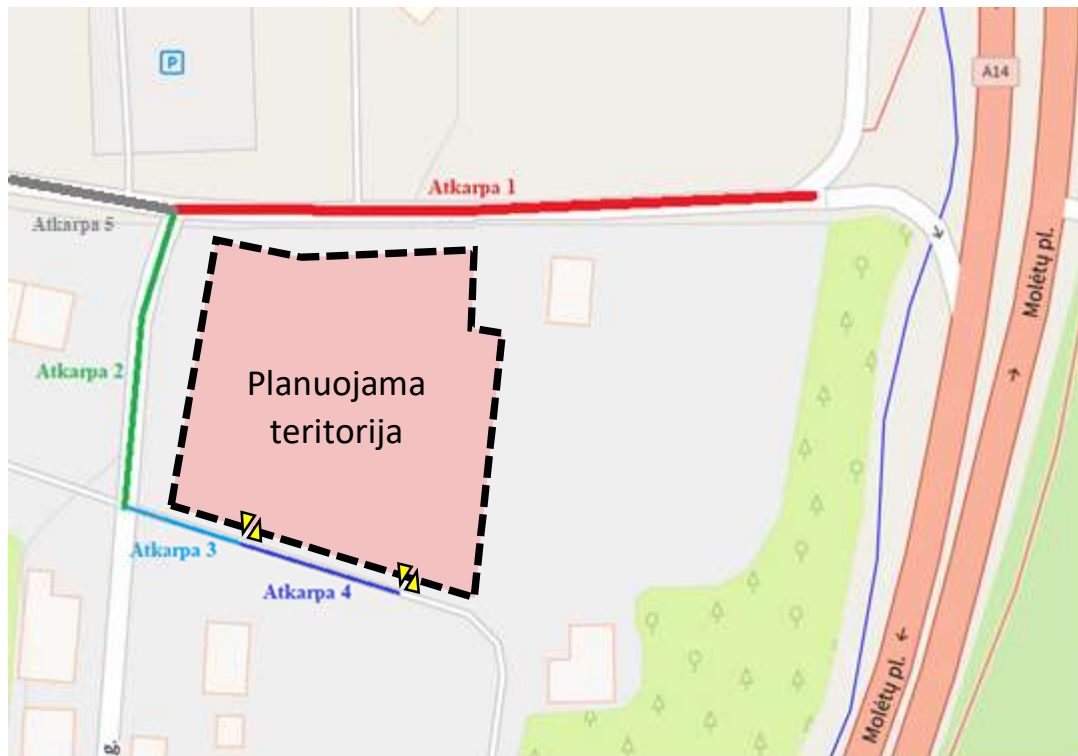 P
A14
Atkarpa 1
Atkarpa 5
Molėtų pl.
Atkarpa 2
Planuojama
teritorija
Atkarpa 3
Atkarpa 4
Molėtų pl.
g.